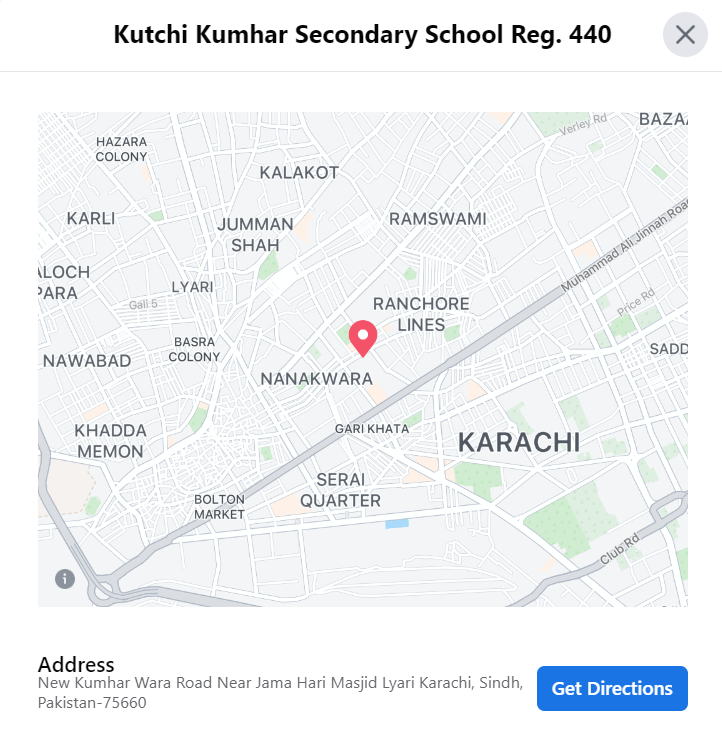 Kutchi Kumhar Secondary School Reg. 440
Verley Rd
BAZAA
HAZARA
COLONY
KALAKOT
KARLI
JUMMAN
SHAH
RAMSWAMI
Muhammad Ali Jinnah Road
ALOCH
PARA
LYARI
Gali 5
RANCHORE
LINES
Price Rd
BASRA
COLONY
SADD
NAWABAD
NANAKWARA
KHADDA
MEMON
GARI KHATA
KARACHI
SERAI
QUARTER
BOLTON
MARKET
Club Rd
i
Address
New Kumhar Wara Road Near Jama Hari Masjid Lyari Karachi, Sindh,
Pakistan-75660
Get Directions